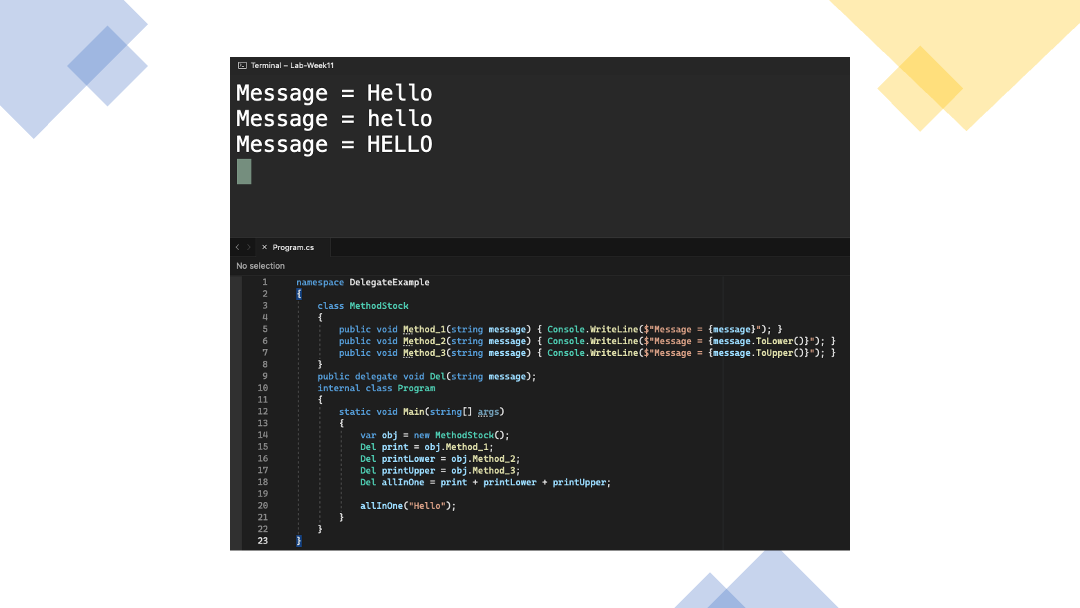 Terminal – Lab-Week11
Message = Hello
Message = hello
Message = HELLO
Program.cs
No selection
1 namespace DelegateExample
2 {
3 class MethodStock
4 {
5 public void Method_1(string message) { Console.WriteLine($"Message = {message}"); }
6 public void Method_2(string message) { Console.WriteLine($"Message = {message.ToLower()}"); }
7 public void Method_3(string message) { Console.WriteLine($"Message = {message.ToUpper()}"); }
8 }
9 public delegate void Del(string message);
10 internal class Program
11 {
12 static void Main(string[] args)
13 {
14 var obj = new MethodStock();
15 Del print = obj.Method_1;
16 Del printLower = obj.Method_2;
17 Del printUpper = obj.Method_3;
18 Del allInOne = print + printLower + printUpper;
19
20 allInOne("Hello");
21 }
22 }
23 }